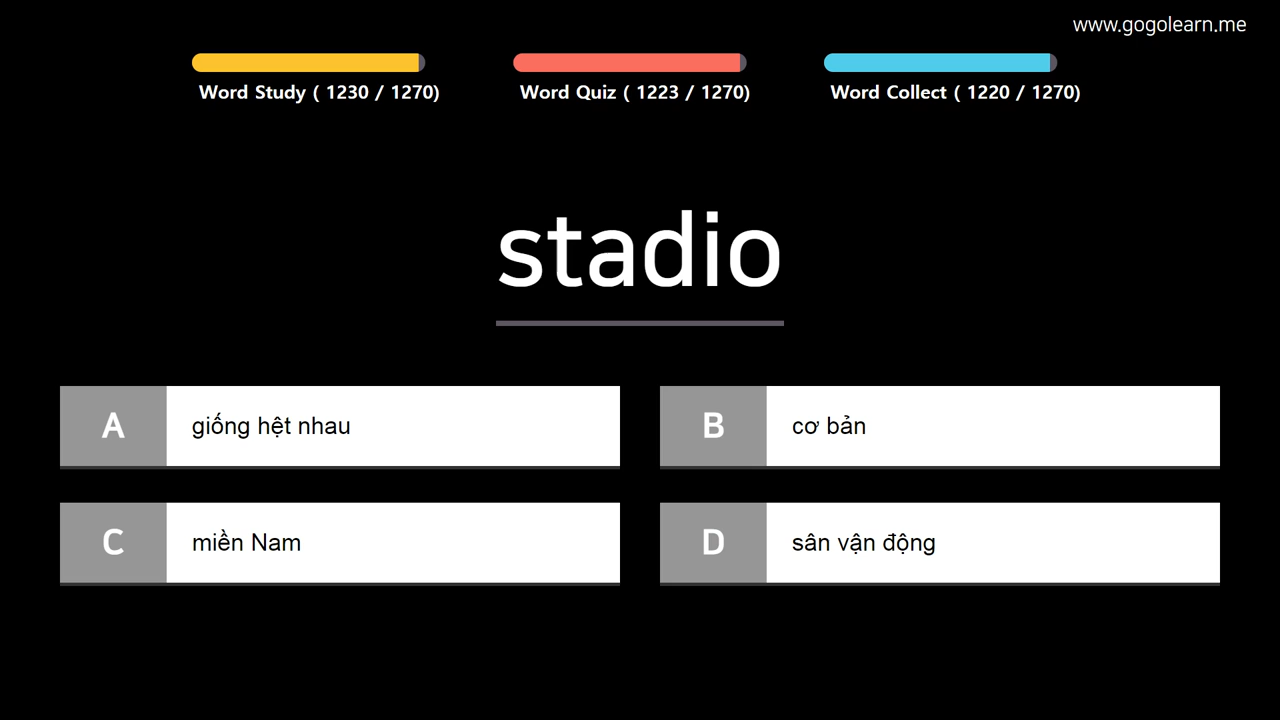 www.gogolearn.me
Word Study ( 1230 / 1270)
Word Quiz ( 1223 / 1270)
Word Collect ( 1220 / 1270)
stadio
A giống hệt nhau
B cơ bản
C miền Nam
D sân vận động